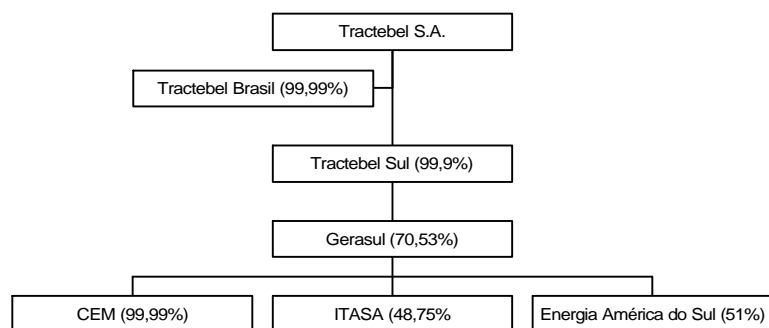 Tractebel S.A.
Tractebel Brasil (99,99%)
Tractebel Sul (99,9%)
Gerasul (70,53%)
CEM (99,99%)
ITASA (48,75%
Energia América do Sul (51%)